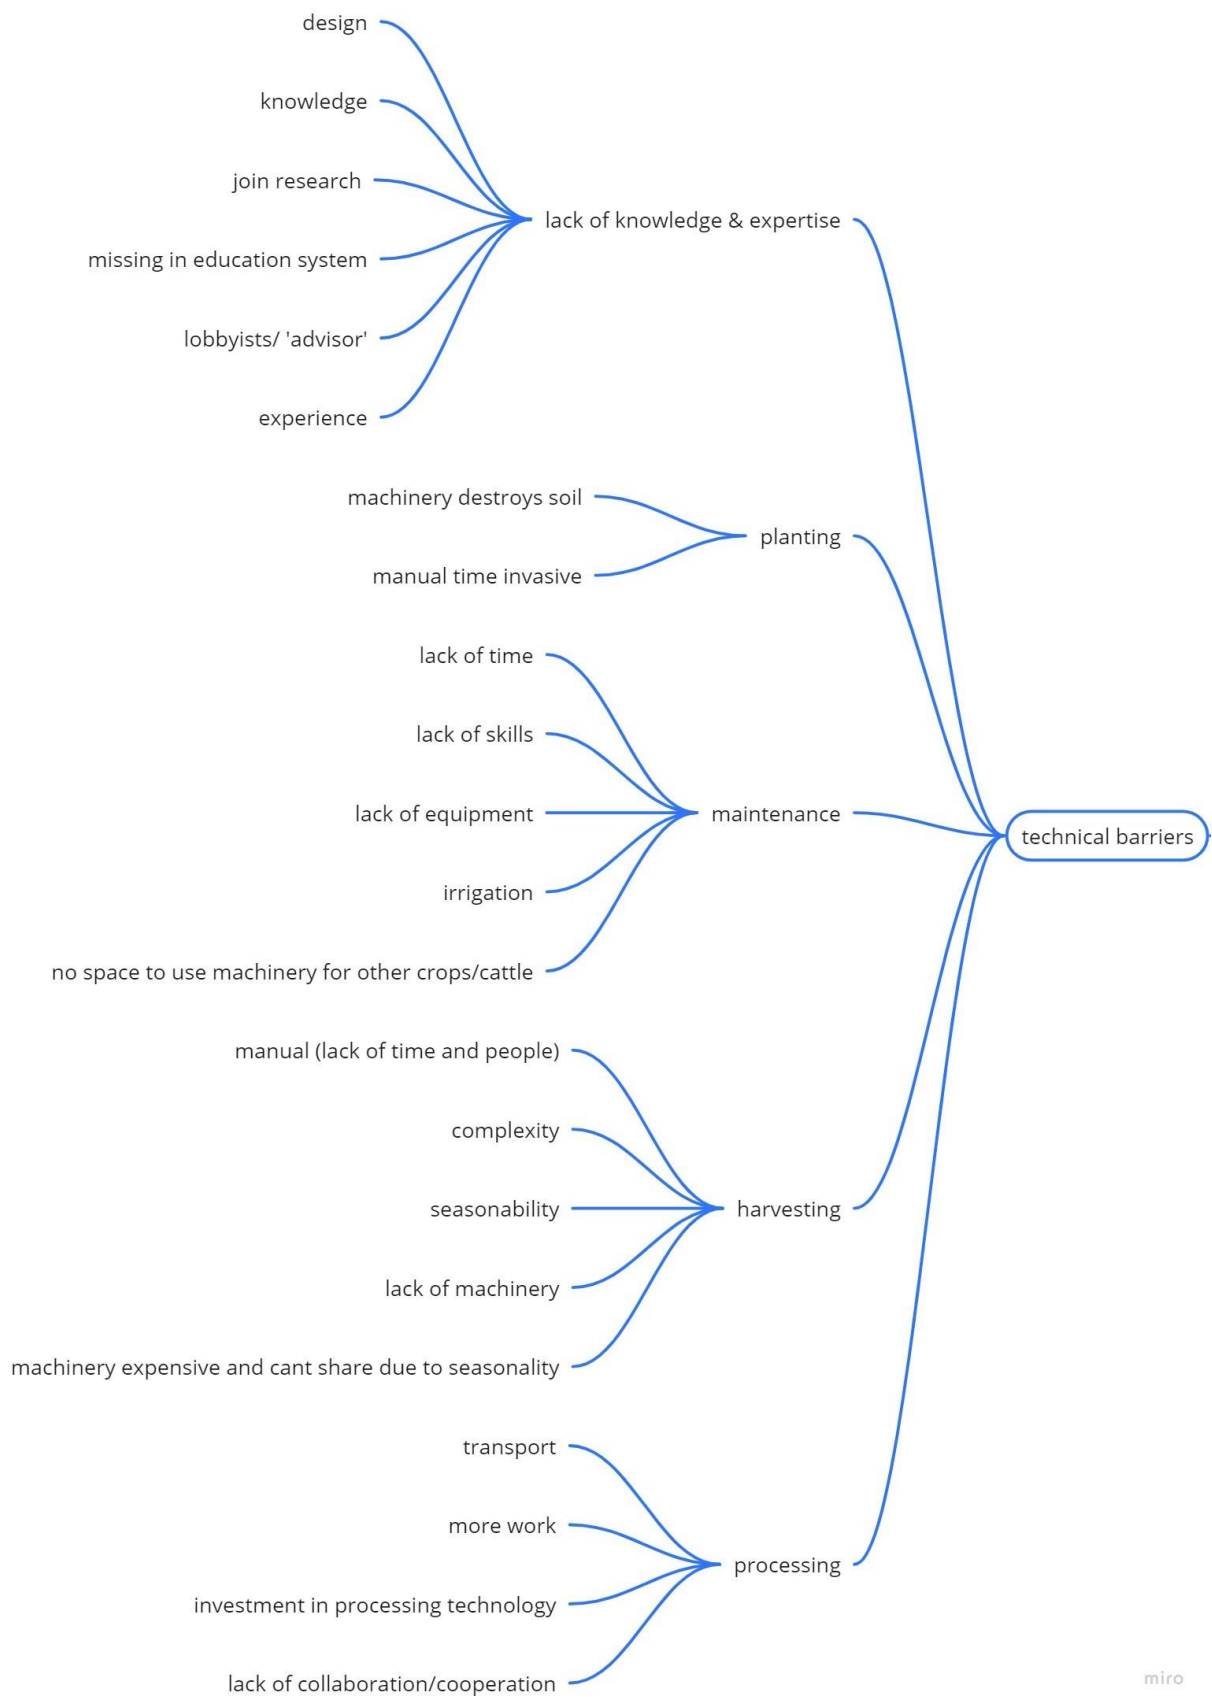 design
knowledge
join research
missing in education system
lobbyists/ 'advisor'
experience
lack of knowledge & expertise
machinery destroys soil
manual time invasive
planting
lack of time
lack of skills
lack of equipment
irrigation
no space to use machinery for other crops/cattle
maintenance
technical barriers
manual (lack of time and people)
complexity
seasonability
lack of machinery
machinery expensive and cant share due to seasonality
harvesting
transport
more work
investment in processing technology
lack of collaboration/cooperation
processing
miro